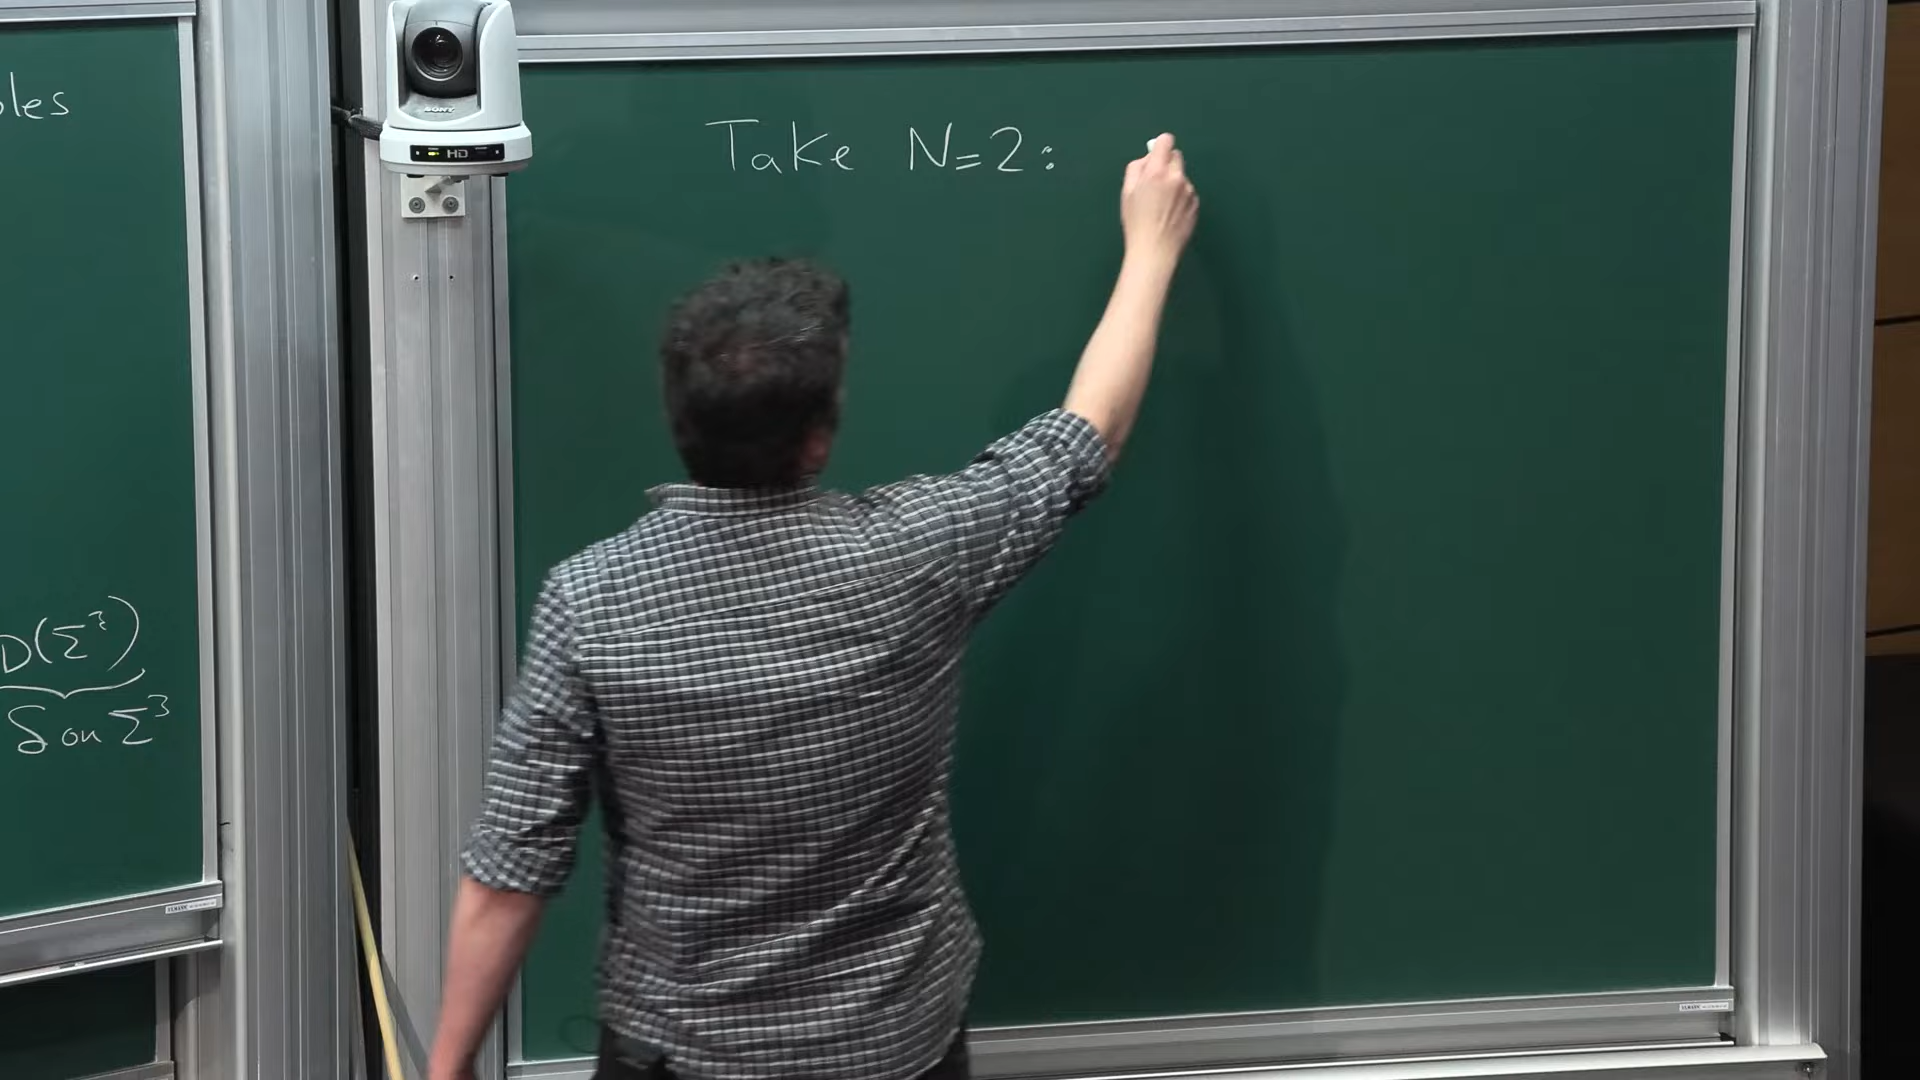 les
D(Σ³)
δ on Σ³
SONY
HD
Take N=2: